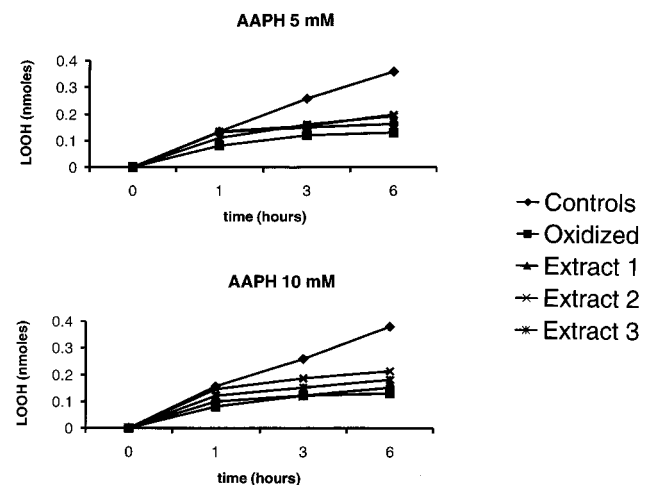 AAPH 5 mM
0.4
0.3
0.2
0.1
0
LOOH (nmoles)
0 1 3 6
time (hours)
Controls
Oxidized
Extract 1
Extract 2
Extract 3
AAPH 10 mM
0.4
0.3
0.2
0.1
0
LOOH (nmoles)
0 1 3 6
time (hours)